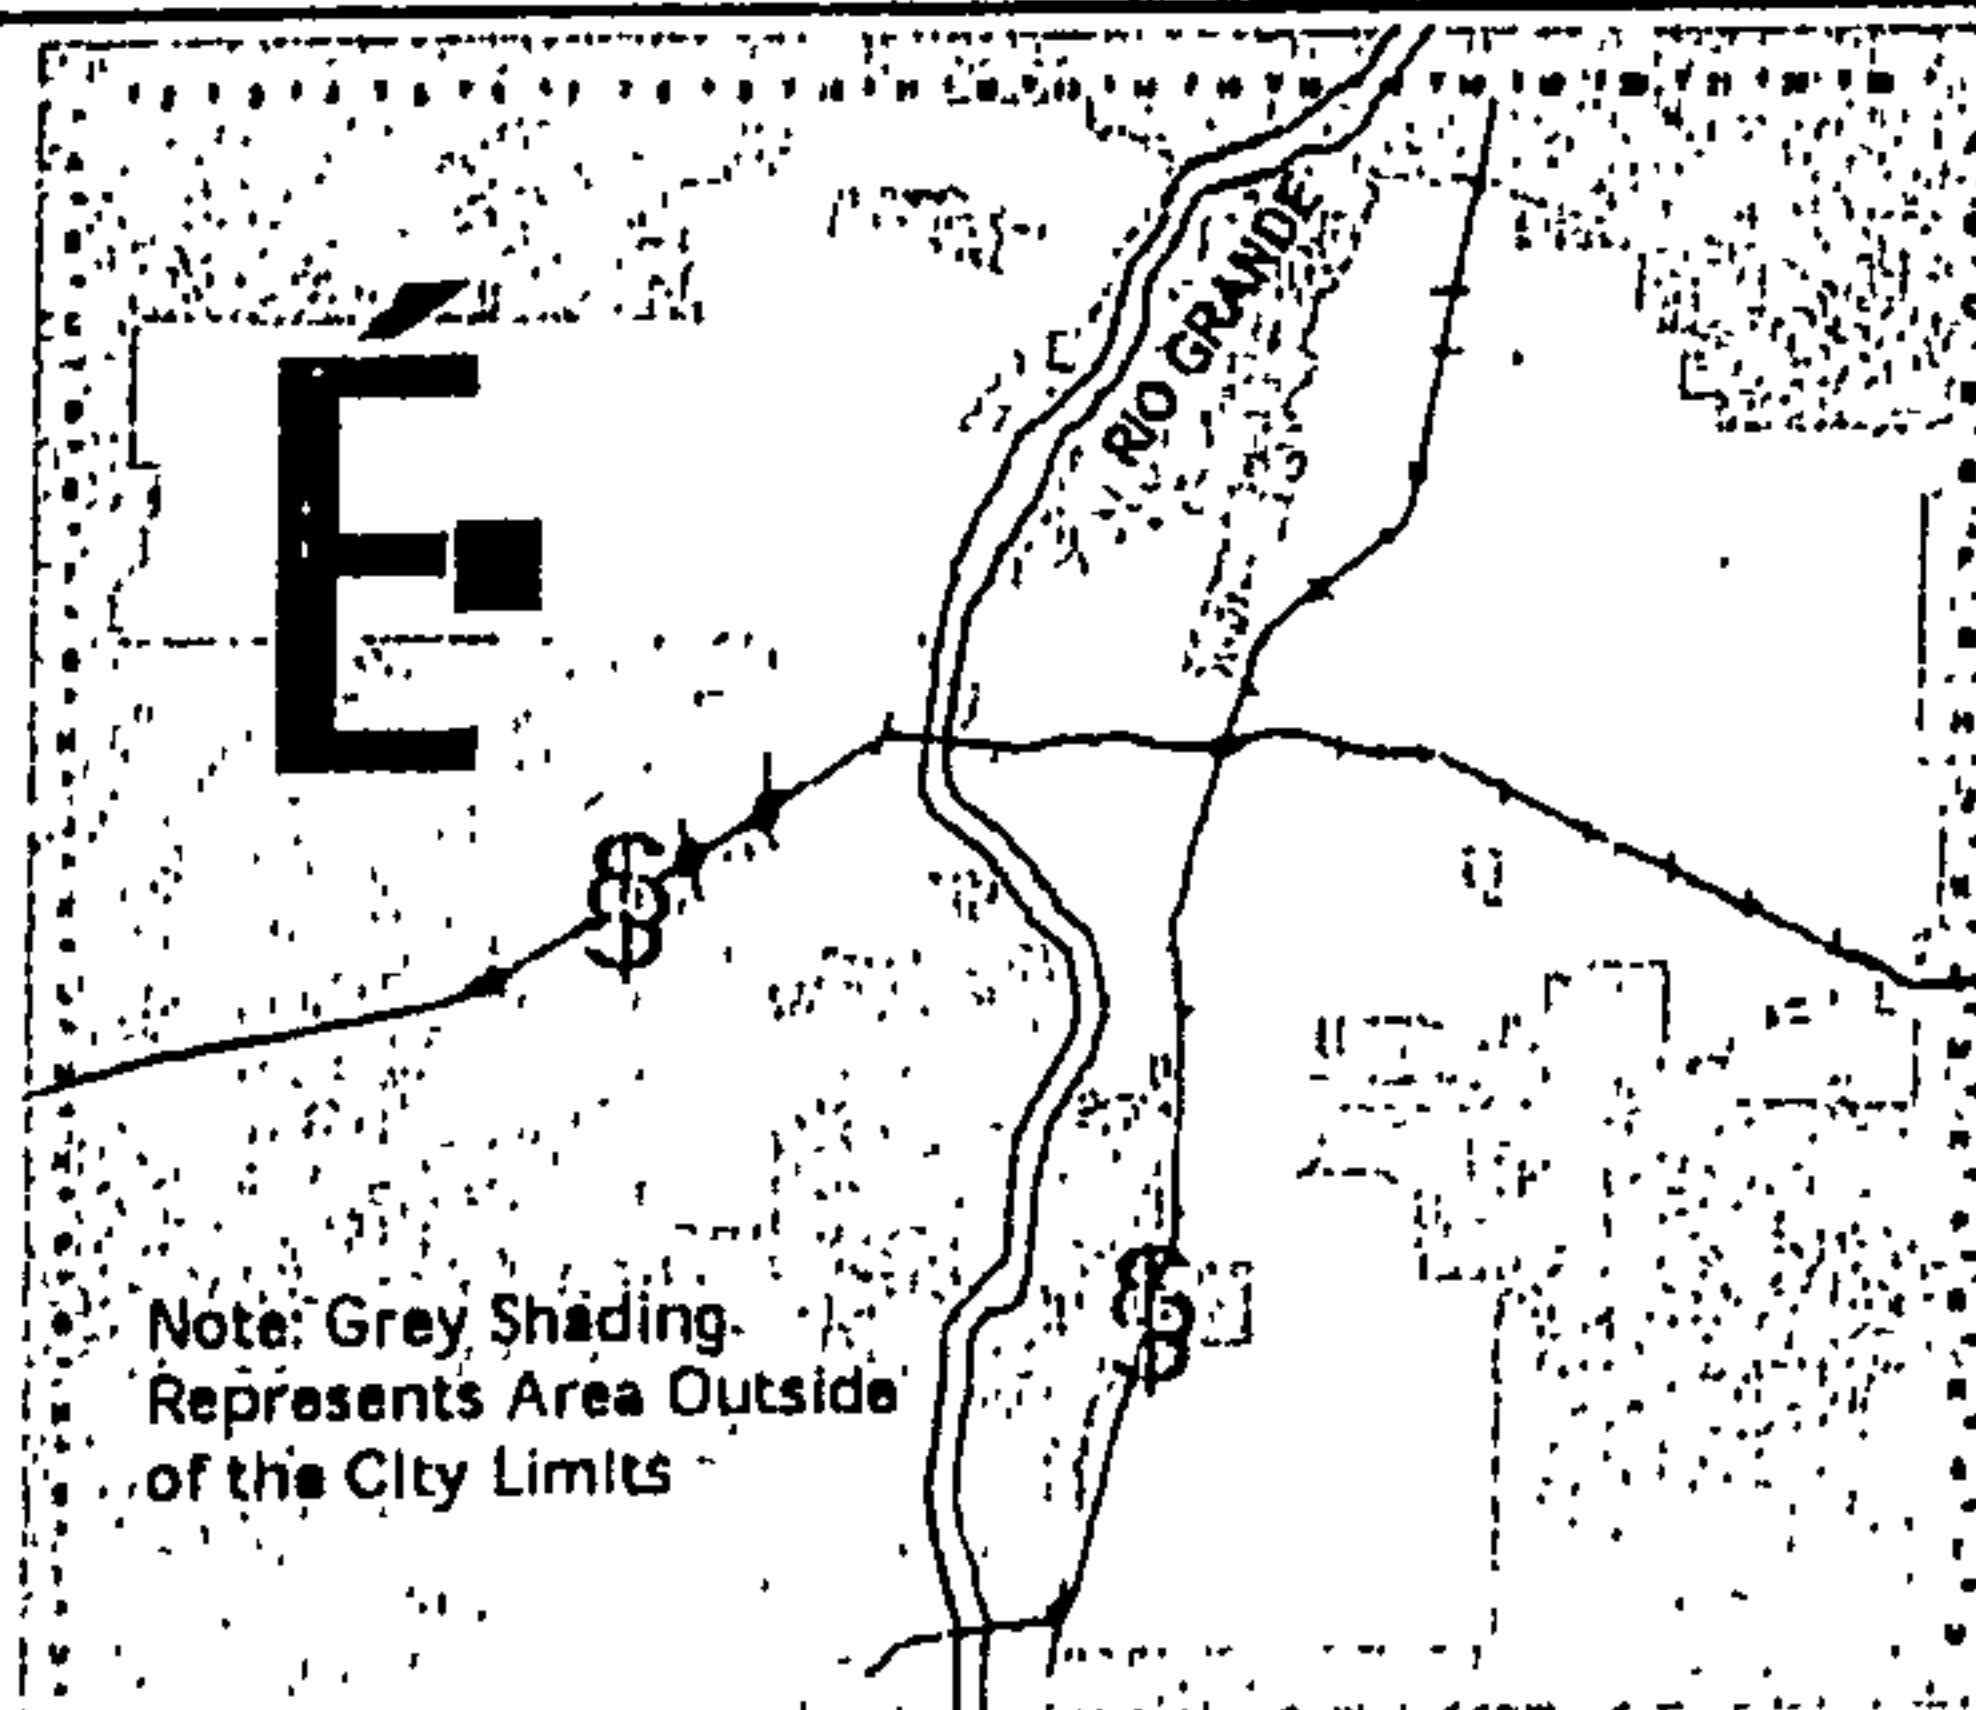 RIO GRANDE
É
$
$
$
$
Note: Grey Shading
Represents Area Outside
of the City Limits